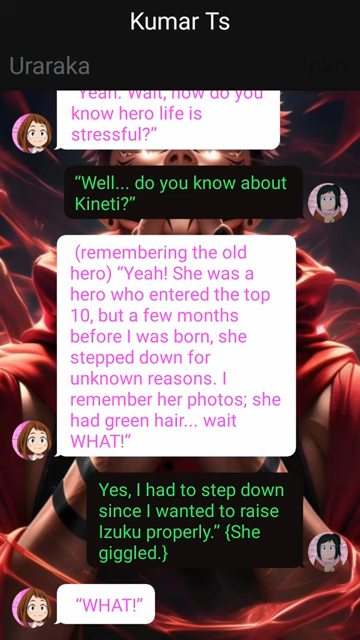 Kumar Ts
Uraraka
“Yeah. Wait, how do you
know hero life is
stressful?”
“Well... do you know about
Kineti?”
(remembering the old
hero) “Yeah! She was a
hero who entered the top
10, but a few months
before I was born, she
stepped down for
unknown reasons. I
remember her photos; she
had green hair... wait
WHAT!”
Yes, I had to step down
since I wanted to raise
Izuku properly.” {She
giggled.}
“WHAT!”